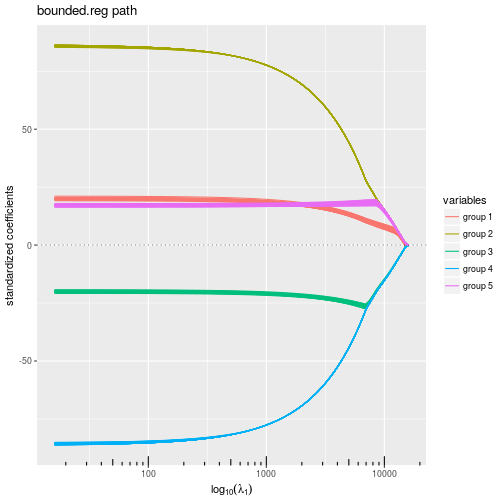 bounded.reg path
standardized coefficients
50
0
-50
100
1000
10000
log10(λ1)
variables
group 1
group 2
group 3
group 4
group 5